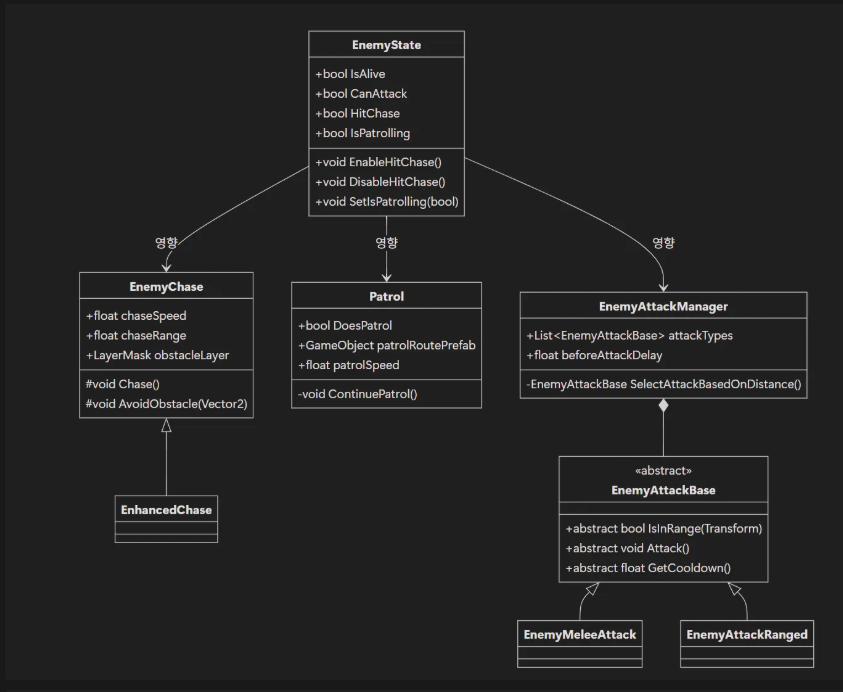 EnemyState
+bool IsAlive
+bool CanAttack
+bool HitChase
+bool IsPatrolling
+void EnableHitChase()
+void DisableHitChase()
+void SetIsPatrolling(bool)
영향
영향
영향
EnemyChase
+float chaseSpeed
+float chaseRange
+LayerMask obstacleLayer
#void Chase()
#void AvoidObstacle(Vector2)
Patrol
+bool DoesPatrol
+GameObject patrolRoutePrefab
+float patrolSpeed
-void ContinuePatrol()
EnemyAttackManager
+List<EnemyAttackBase> attackTypes
+float beforeAttackDelay
-EnemyAttackBase SelectAttackBasedOnDistance()
EnhancedChase
«abstract»
EnemyAttackBase
+abstract bool IsInRange(Transform)
+abstract void Attack()
+abstract float GetCooldown()
EnemyMeleeAttack
EnemyAttackRanged